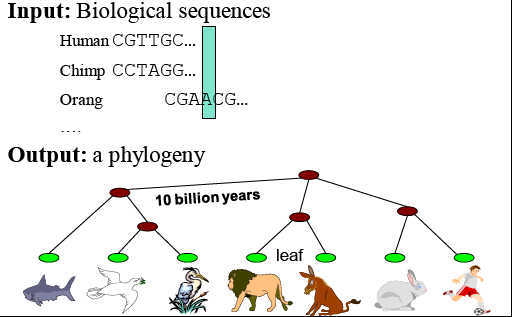 Input: Biological sequences
Human CGTTGC...
Chimp CCTAGG...
Orang CGAACG...
....
Output: a phylogeny
10 billion years
leaf